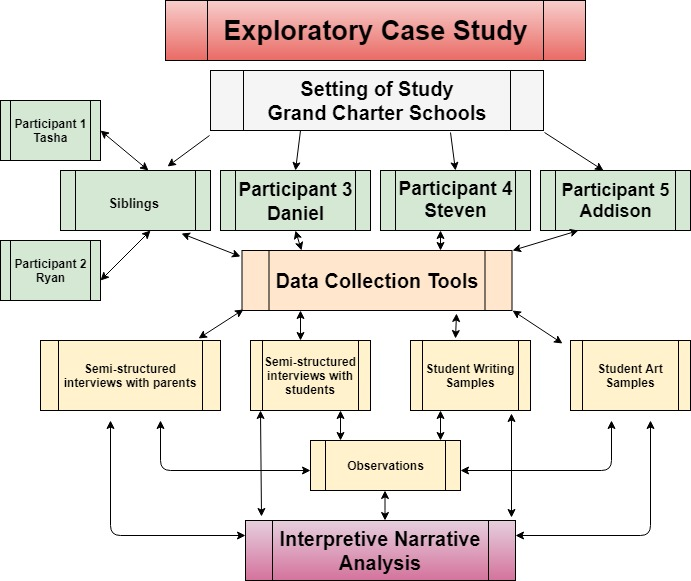 Exploratory Case Study
Setting of Study
Grand Charter Schools
Participant 1
Tasha
Siblings
Participant 3
Daniel
Participant 4
Steven
Participant 5
Addison
Participant 2
Ryan
Data Collection Tools
Semi-structured
interviews with parents
Semi-structured
interviews with
students
Student Writing
Samples
Student Art
Samples
Observations
Interpretive Narrative
Analysis